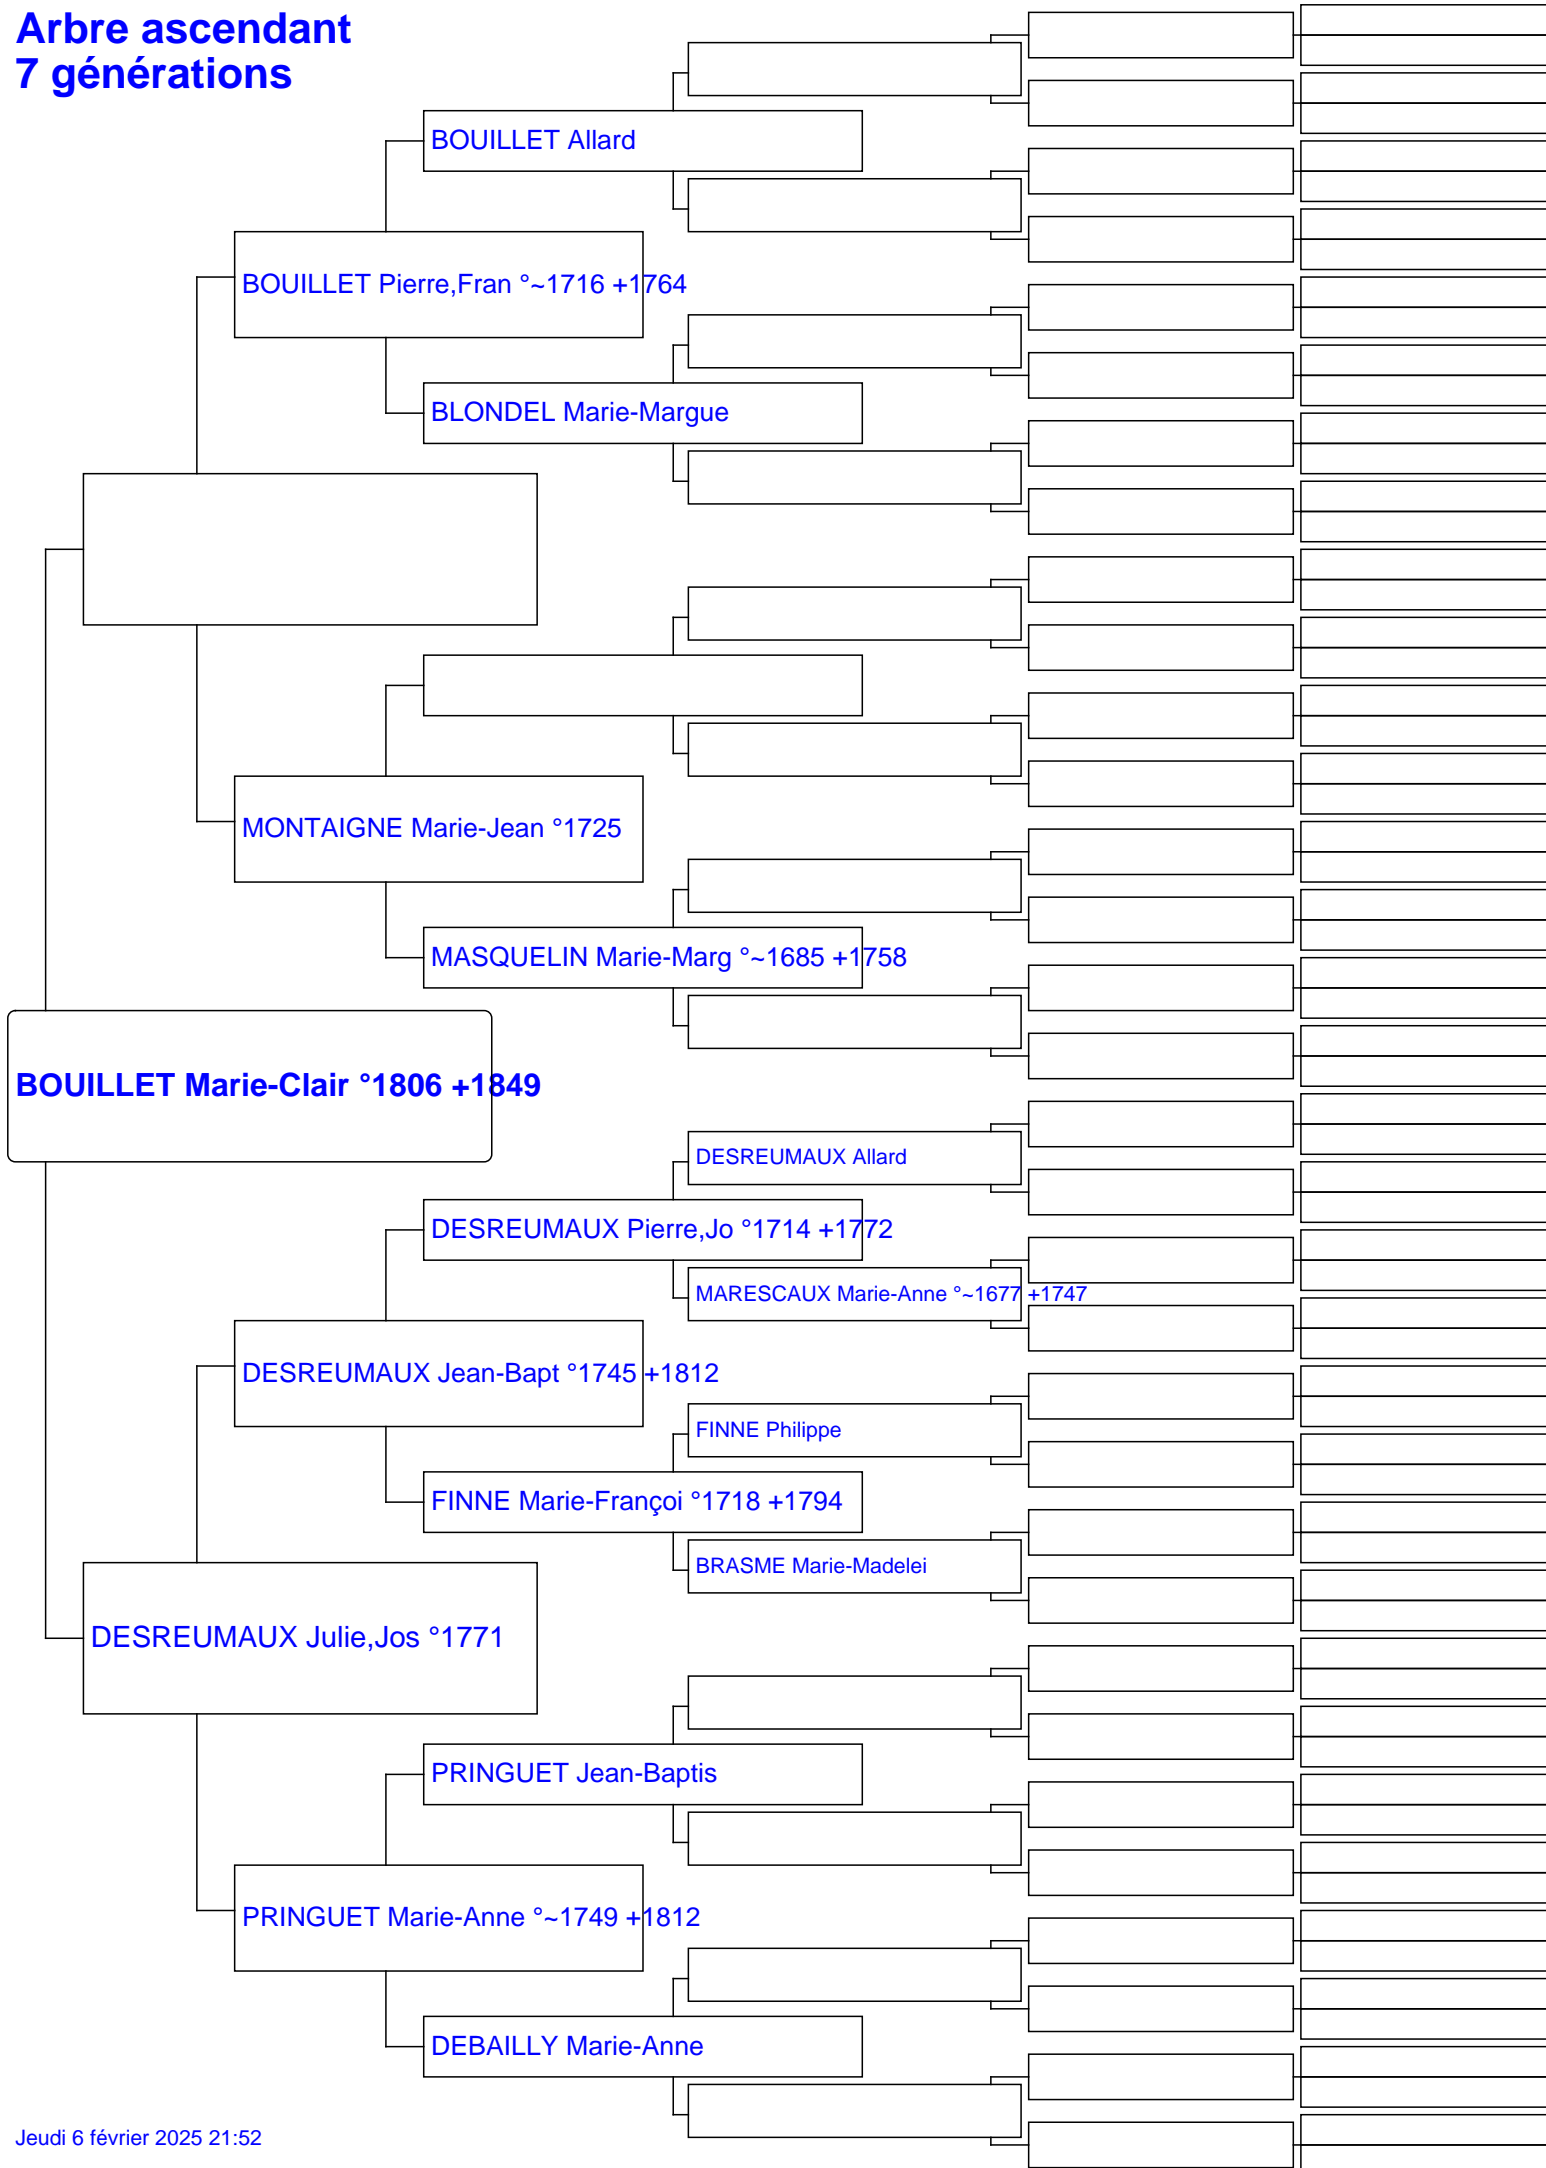 Arbre ascendant
7 générations
BOUILLET Allard
BOUILLET Pierre,Fran °~1716 +1764
BLONDEL Marie-Margue
MONTAIGNE Marie-Jean °1725
MASQUELIN Marie-Marg °~1685 +1758
BOUILLET Marie-Clair °1806 +1849
DESREUMAUX Allard
DESREUMAUX Pierre,Jo °1714 +1772
MARESCAUX Marie-Anne °~1677 +1747
DESREUMAUX Jean-Bapt °1745 +1812
FINNE Philippe
FINNE Marie-Françoi °1718 +1794
BRASME Marie-Madelei
DESREUMAUX Julie,Jos °1771
PRINGUET Jean-Baptis
PRINGUET Marie-Anne °~1749 +1812
DEBAILLY Marie-Anne
Jeudi 6 février 2025 21:52